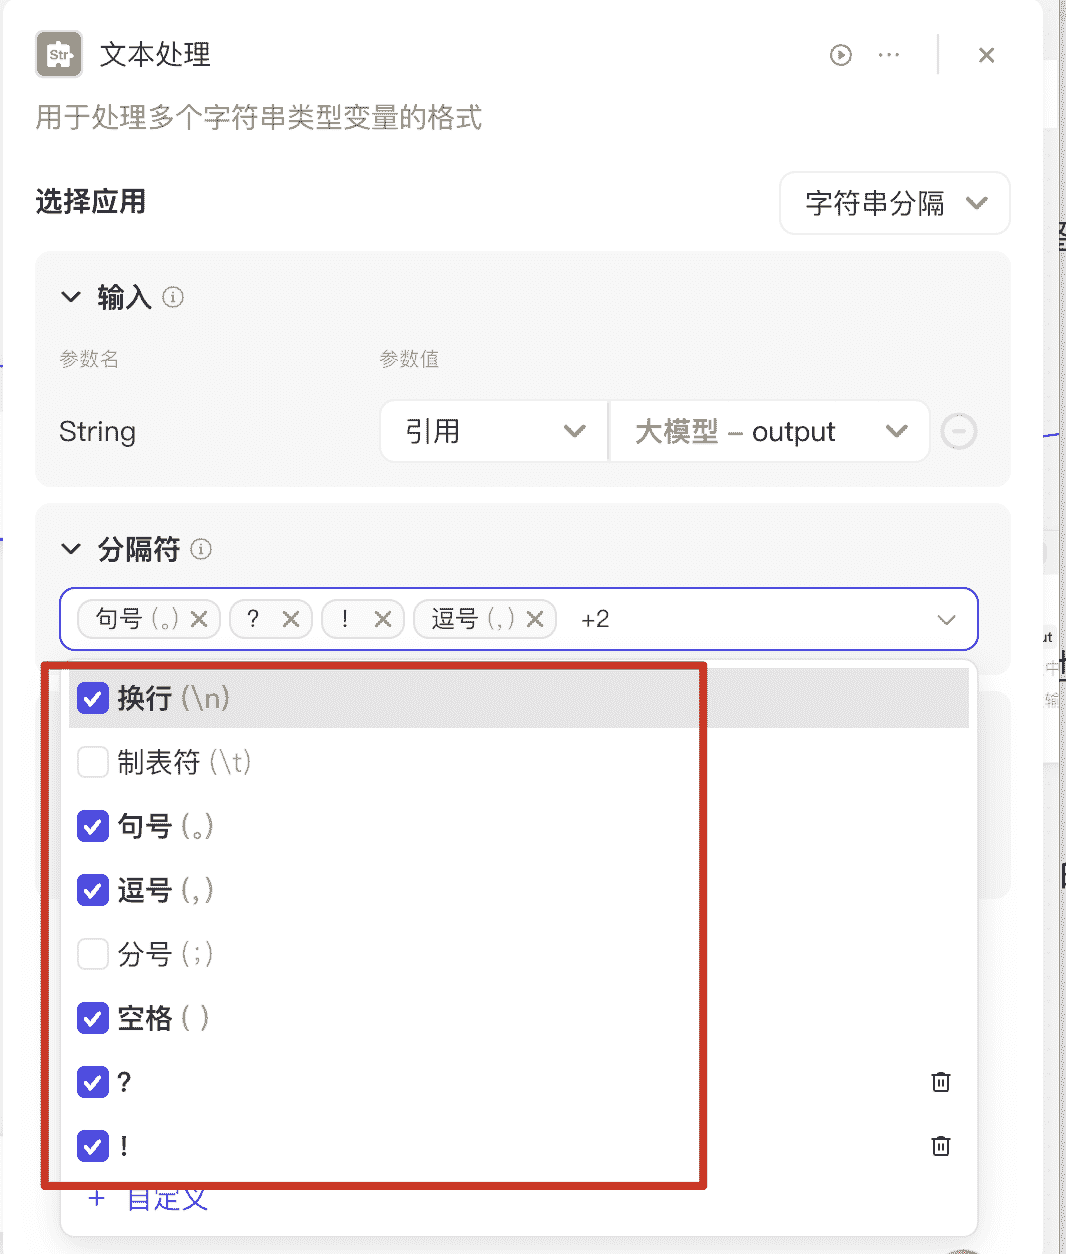 Str
文本处理
用于处理多个字符串类型变量的格式
选择应用
字符串分隔
输入
参数名 参数值
String 引用 大模型 – output
分隔符
句号 (。) ? ! 逗号 (,) +2
换行 (\n)
制表符 (\t)
句号 (。)
逗号 (,)
分号 (;)
空格 ( )
?
!
+ 自定义